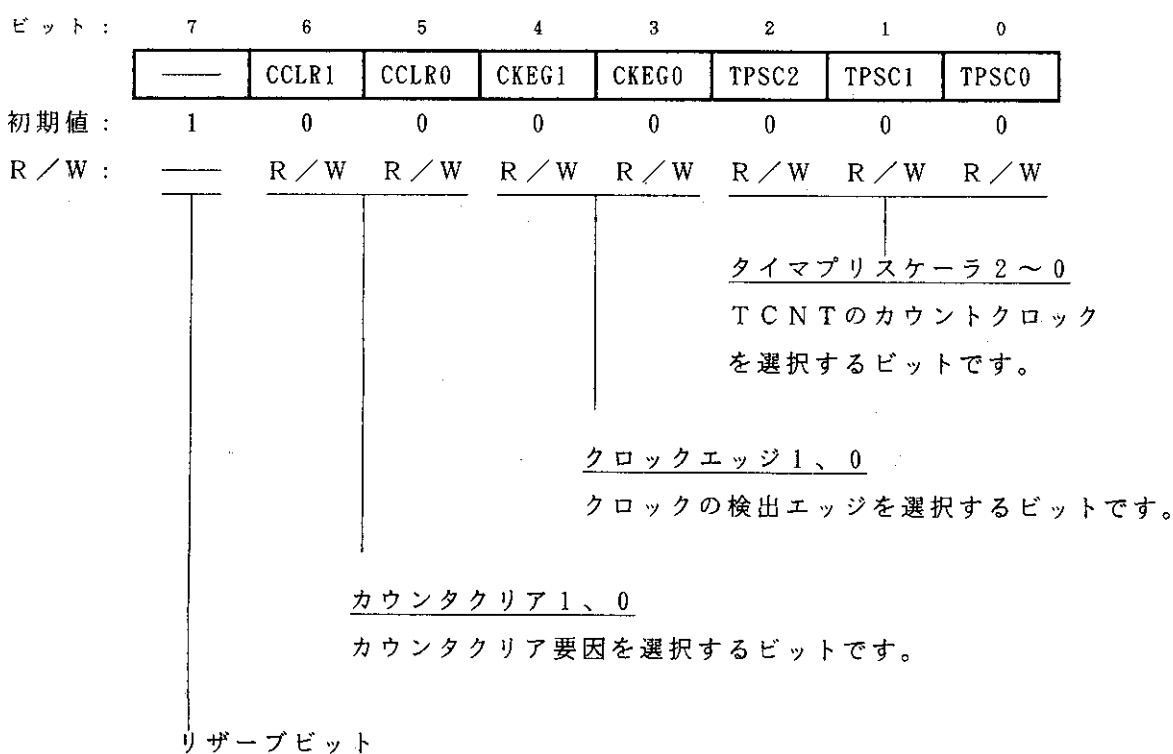 ビット: 7 6 5 4 3 2 1 0
―― CCLR1 CCLR0 CKEG1 CKEG0 TPSC2 TPSC1 TPSC0
初期値: 1 0 0 0 0 0 0 0
R/W: ―― R/W R/W R/W R/W R/W R/W R/W
タイマプリスケーラ2~0
TCNTのカウントクロック
を選択するビットです。
クロックエッジ1、0
クロックの検出エッジを選択するビットです。
カウンタクリア1、0
カウンタクリア要因を選択するビットです。
リザーブビット